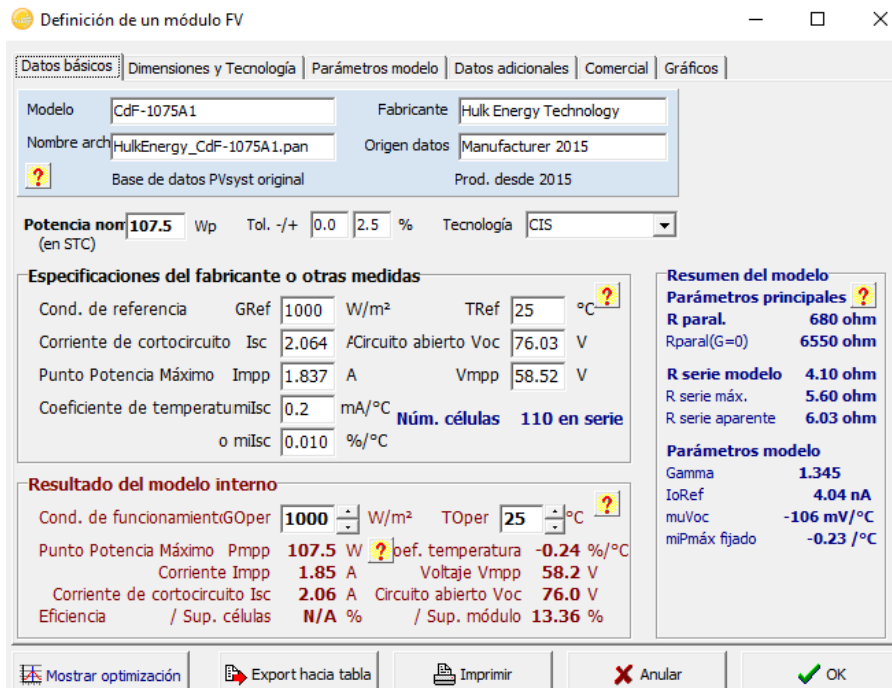 Definición de un módulo FV
Datos básicos Dimensiones y Tecnología Parámetros modelo Datos adicionales Comercial Gráficos
Modelo CdF-1075A1 Fabricante Hulk Energy Technology
Nombre arch HulkEnergy_CdF-1075A1.pan Origen datos Manufacturer 2015
? Base de datos PVsyst original Prod. desde 2015
Potencia nom 107.5 Wp Tol. -/+ 0.0 2.5 % Tecnología CIS
(en STC)
Especificaciones del fabricante o otras medidas
?
Cond. de referencia GRef 1000 W/m² TRef 25 °C
Corriente de cortocircuito Isc 2.064 A Circuito abierto Voc 76.03 V
Punto Potencia Máximo Impp 1.837 A Vmpp 58.52 V
Coeficiente de temperatu miIsc 0.2 mA/°C Núm. células 110 en serie
o miIsc 0.010 %/°C
Resultado del modelo interno
?
Cond. de funcionamient GOper 1000 W/m² TOper 25 °C
Punto Potencia Máximo Pmpp 107.5 W ? oef. temperatura -0.24 %/°C
Corriente Impp 1.85 A Voltaje Vmpp 58.2 V
Corriente de cortocircuito Isc 2.06 A Circuito abierto Voc 76.0 V
Eficiencia / Sup. células N/A % / Sup. módulo 13.36 %
Resumen del modelo
Parámetros principales ?
R paral. 680 ohm
Rparal(G=0) 6550 ohm
R serie modelo 4.10 ohm
R serie máx. 5.60 ohm
R serie aparente 6.03 ohm
Parámetros modelo
Gamma 1.345
IoRef 4.04 nA
muVoc -106 mV/°C
miPmáx fijado -0.23 /°C
Mostrar optimización Export hacia tabla Imprimir Anular OK